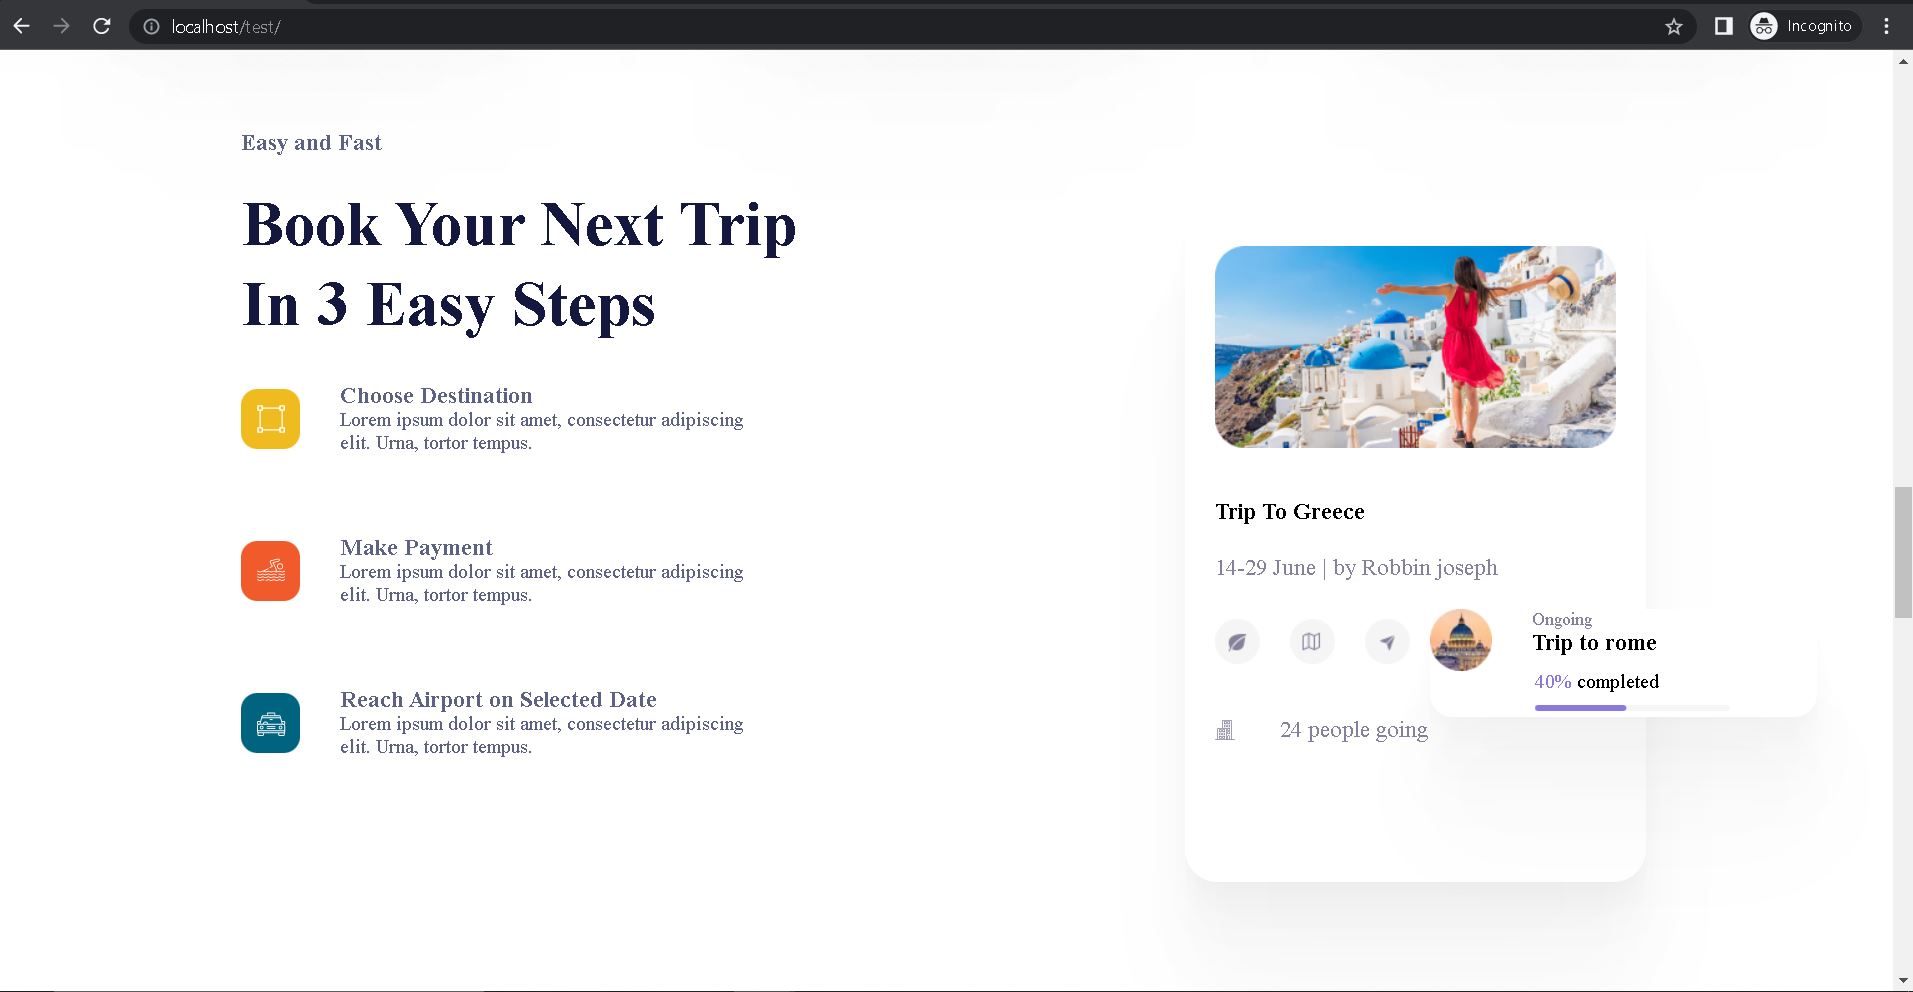 localhost/test/
Incognito
Easy and Fast
Book Your Next Trip
In 3 Easy Steps
Choose Destination
Lorem ipsum dolor sit amet, consectetur adipiscing
elit. Urna, tortor tempus.
Make Payment
Lorem ipsum dolor sit amet, consectetur adipiscing
elit. Urna, tortor tempus.
Reach Airport on Selected Date
Lorem ipsum dolor sit amet, consectetur adipiscing
elit. Urna, tortor tempus.
Trip To Greece
14-29 June | by Robbin joseph
Ongoing
Trip to rome
40% completed
24 people going